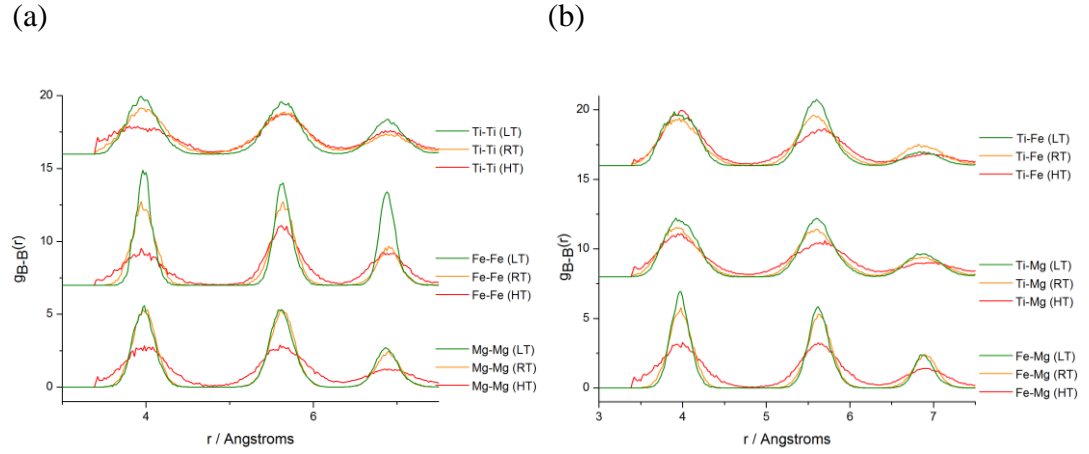 (a)
(b)
20
15
10
5
0
g_B-B(r)
4
6
r / Angstroms
Ti-Ti (LT)
Ti-Ti (RT)
Ti-Ti (HT)
Fe-Fe (LT)
Fe-Fe (RT)
Fe-Fe (HT)
Mg-Mg (LT)
Mg-Mg (RT)
Mg-Mg (HT)
20
15
10
5
0
g_B-B(r)
3
4
5
6
7
r / Angstroms
Ti-Fe (LT)
Ti-Fe (RT)
Ti-Fe (HT)
Ti-Mg (LT)
Ti-Mg (RT)
Ti-Mg (HT)
Fe-Mg (LT)
Fe-Mg (RT)
Fe-Mg (HT)